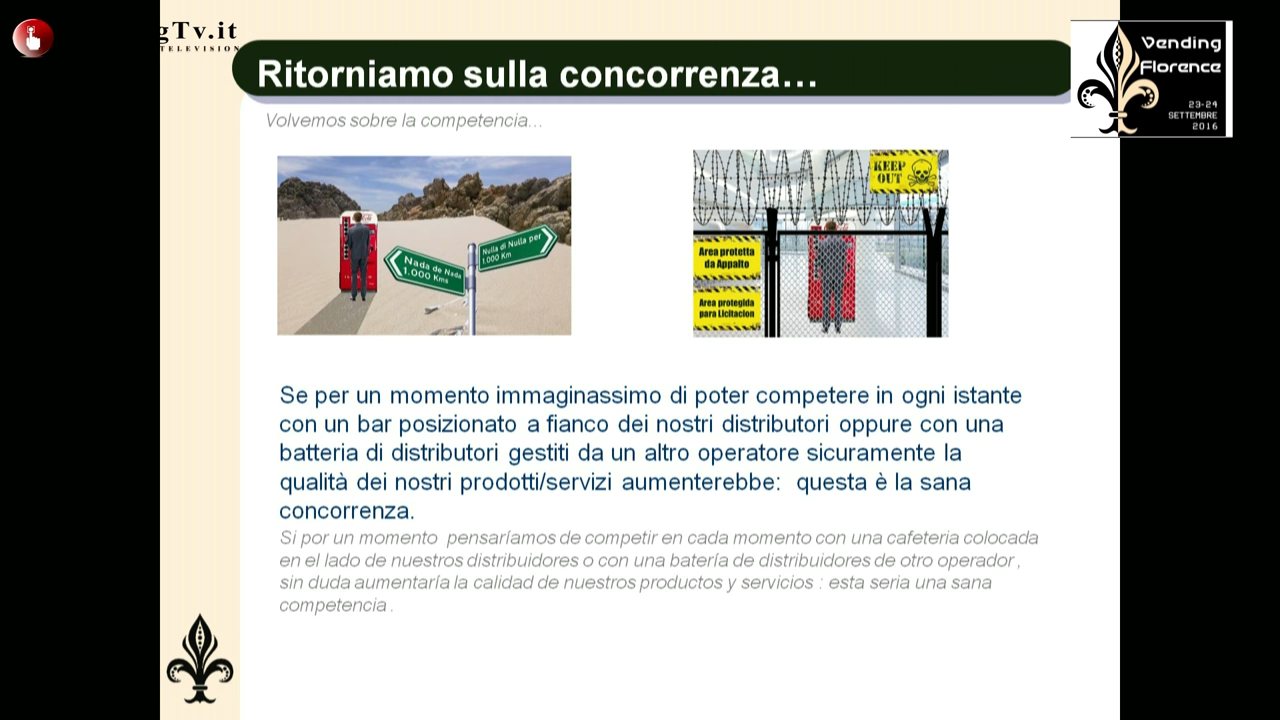 gTv.it
TELEVISION
Ritorniamo sulla concorrenza...
Vending
Florence
23-24
SETTEMBRE
2016
Volvemos sobre la competencia...
Nada de Nada
1.000 Kms
Nulla di Nulla per
1.000 Km
KEEP
OUT
Area protetta
da Appalto
Area protegida
para Licitacion
Se per un momento immaginassimo di poter competere in ogni istante
con un bar posizionato a fianco dei nostri distributori oppure con una
batteria di distributori gestiti da un altro operatore sicuramente la
qualità dei nostri prodotti/servizi aumenterebbe: questa è la sana
concorrenza.
Si por un momento pensaríamos de competir en cada momento con una cafeteria colocada
en el lado de nuestros distribuidores o con una batería de distribuidores de otro operador ,
sin duda aumentaría la calidad de nuestros productos y servicios : esta seria una sana
competencia .